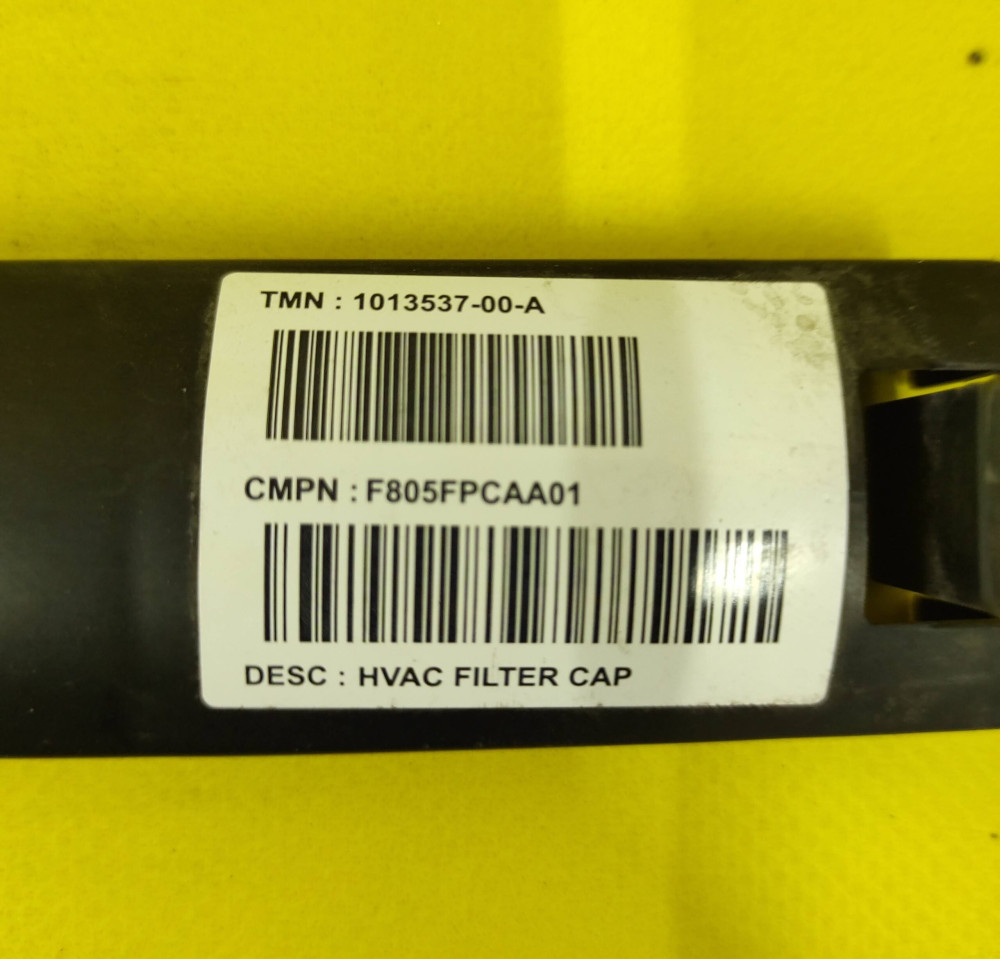 TMN : 1013537-00-A
CMPN : F805FPCAA01
DESC : HVAC FILTER CAP